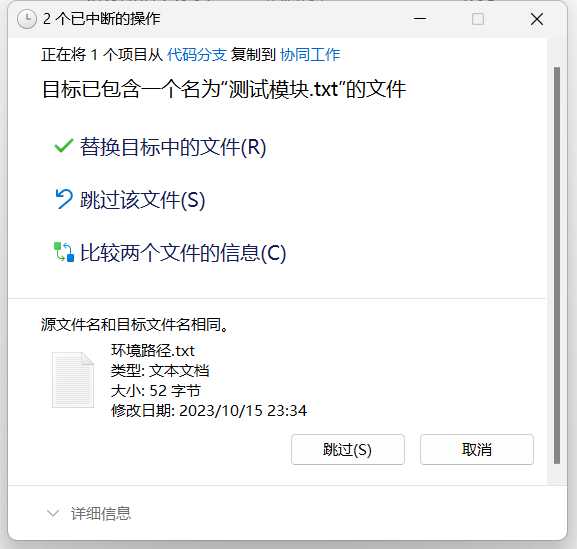 2 个已中断的操作
正在将 1 个项目从 代码分支 复制到 协同工作
目标已包含一个名为“测试模块.txt”的文件
替换目标中的文件(R)
跳过该文件(S)
比较两个文件的信息(C)
源文件名和目标文件名相同。
环境路径.txt
类型: 文本文档
大小: 52 字节
修改日期: 2023/10/15 23:34
跳过(S)
取消
详细信息